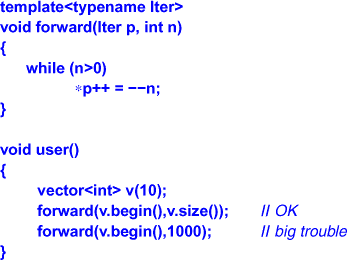 template<typename Iter>
void forward(Iter p, int n)
{
while (n>0)
*p++ = −−n;
}
void user()
{
vector<int> v(10);
forward(v.begin(),v.size()); // OK
forward(v.begin(),1000); // big trouble
}